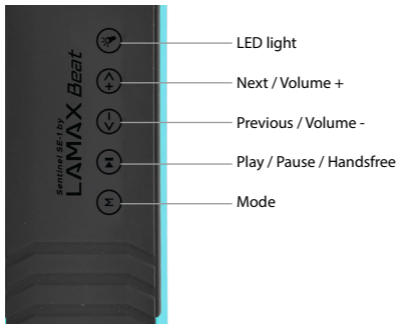 LED light
Next / Volume +
Previous / Volume -
Play / Pause / Handsfree
Mode
Sentinel SE-1 by
LAMAX Beat
M